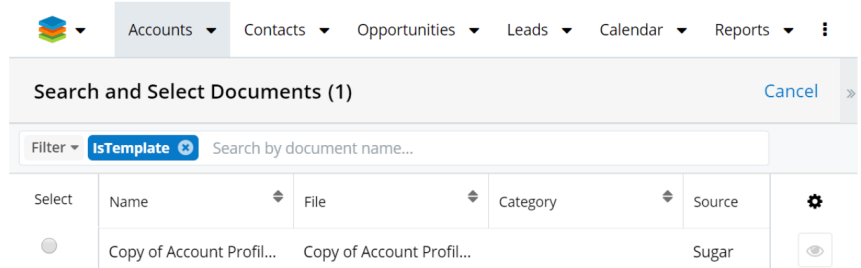 Accounts Contacts Opportunities Leads Calendar Reports
Search and Select Documents (1) Cancel
Filter IsTemplate Search by document name...
Select Name File Category Source
Copy of Account Profil... Copy of Account Profil... Sugar